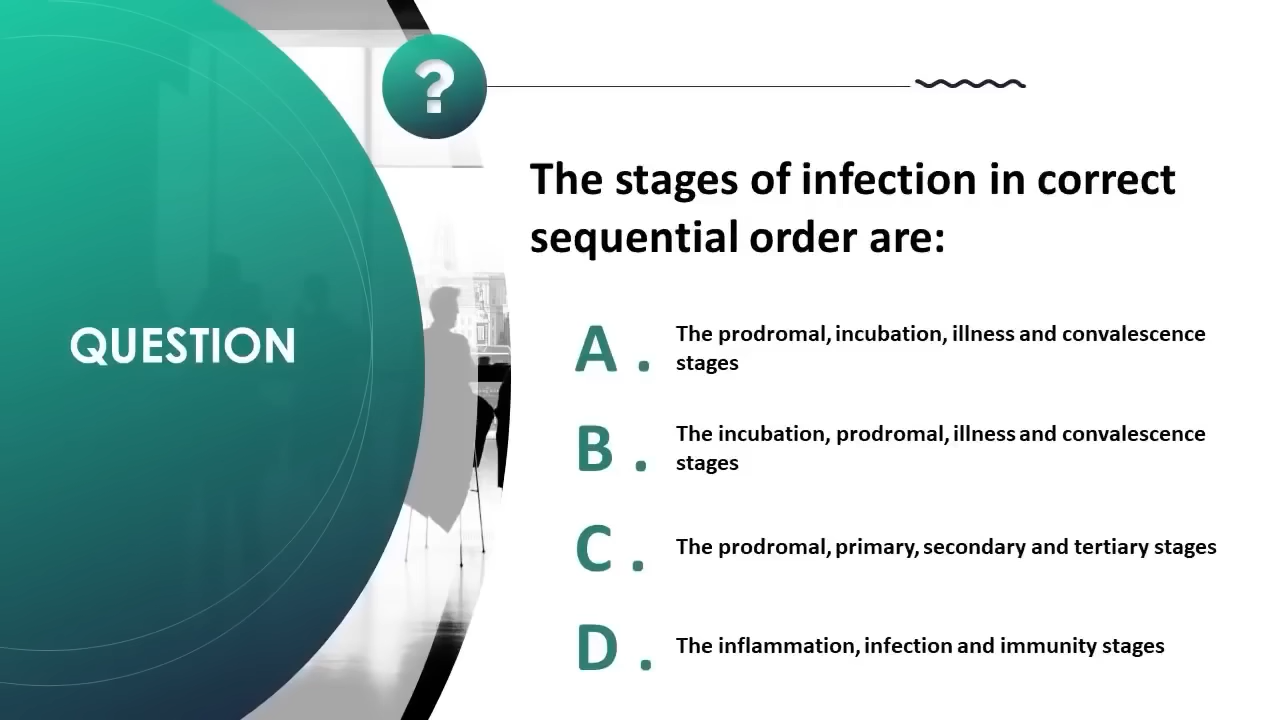 ?
QUESTION
The stages of infection in correct
sequential order are:
A. The prodromal, incubation, illness and convalescence
stages
B. The incubation, prodromal, illness and convalescence
stages
C. The prodromal, primary, secondary and tertiary stages
D. The inflammation, infection and immunity stages